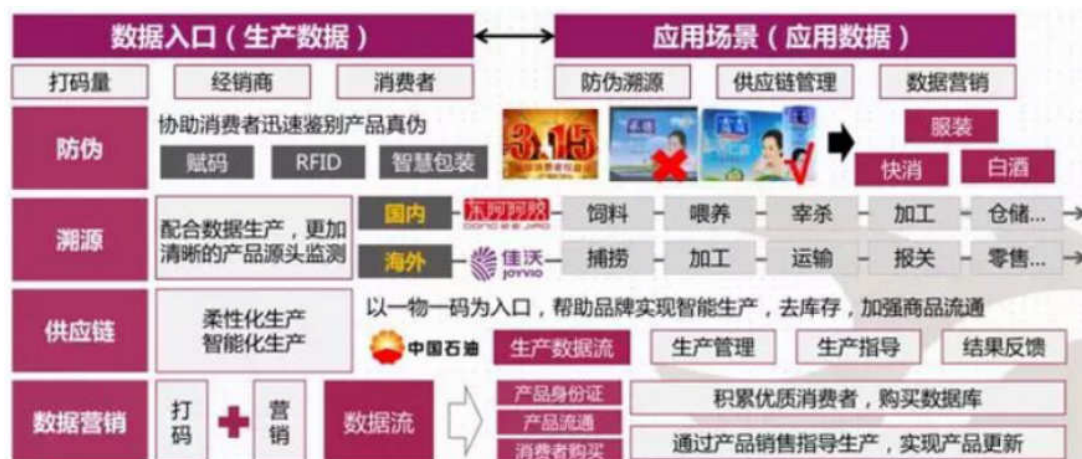 数据入口（生产数据）
应用场景（应用数据）
打码量
经销商
消费者
防伪溯源
供应链管理
数据营销
防伪
协助消费者迅速鉴别产品真伪
赋码
RFID
智慧包装
3.15
服装
快消
白酒
溯源
配合数据生产，更加
清晰的产品源头监测
国内
东阿阿胶
DONG EE JIAO
饲料
喂养
宰杀
加工
仓储...
海外
佳沃
JOYVIO
捕捞
加工
运输
报关
零售...
供应链
柔性化生产
智能化生产
以一物一码为入口，帮助品牌实现智能生产，去库存，加强商品流通
中国石油
生产数据流
生产管理
生产指导
结果反馈
数据营销
打码
营销
数据流
产品身份证
产品流通
消费者购买
积累优质消费者，购买数据库
通过产品销售指导生产，实现产品更新